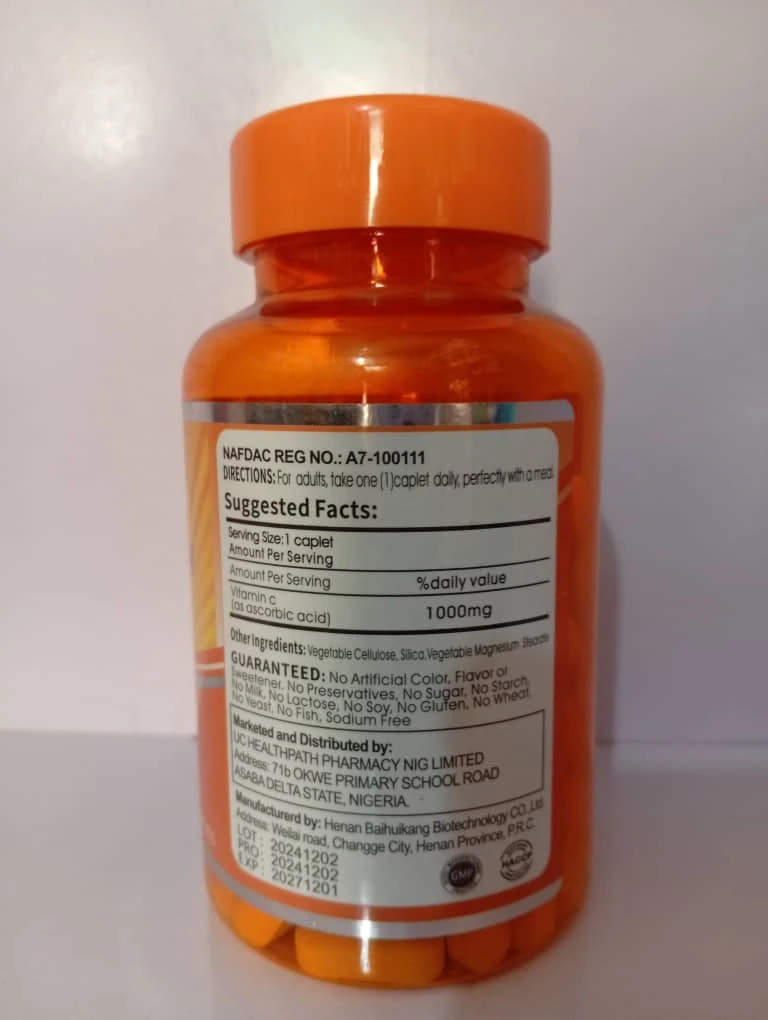 NAFDAC REG NO.: A7-100111
DIRECTIONS: For adults, take one (1)caplet daily, perfectly with a meal.
Suggested Facts:
Serving Size:1 caplet
Amount Per Serving
Amount Per Serving %daily value
Vitamin c
(as ascorbic acid) 1000mg
Other Ingredients: Vegetable Cellulose, Silica,Vegetable Magnesium Stearate
GUARANTEED: No Artificial Color, Flavor or
Sweetener. No Preservatives, No Sugar, No Starch,
No Milk, No Lactose, No Soy, No Gluten, No Wheat,
No Yeast, No Fish, Sodium Free
Marketed and Distributed by:
UC HEALTHPATH PHARMACY NIG LIMITED
Address: 71b OKWE PRIMARY SCHOOL ROAD
ASABA DELTA STATE, NIGERIA.
Manufacturerd by: Henan Baihuikang Biotechnology CO.,Ltd.
Address: Weilai road, Changge City, Henan Province, P.R.C.
LOT : 20241202
PRO : 20241202
EXP : 20271201
GMP
HACCP